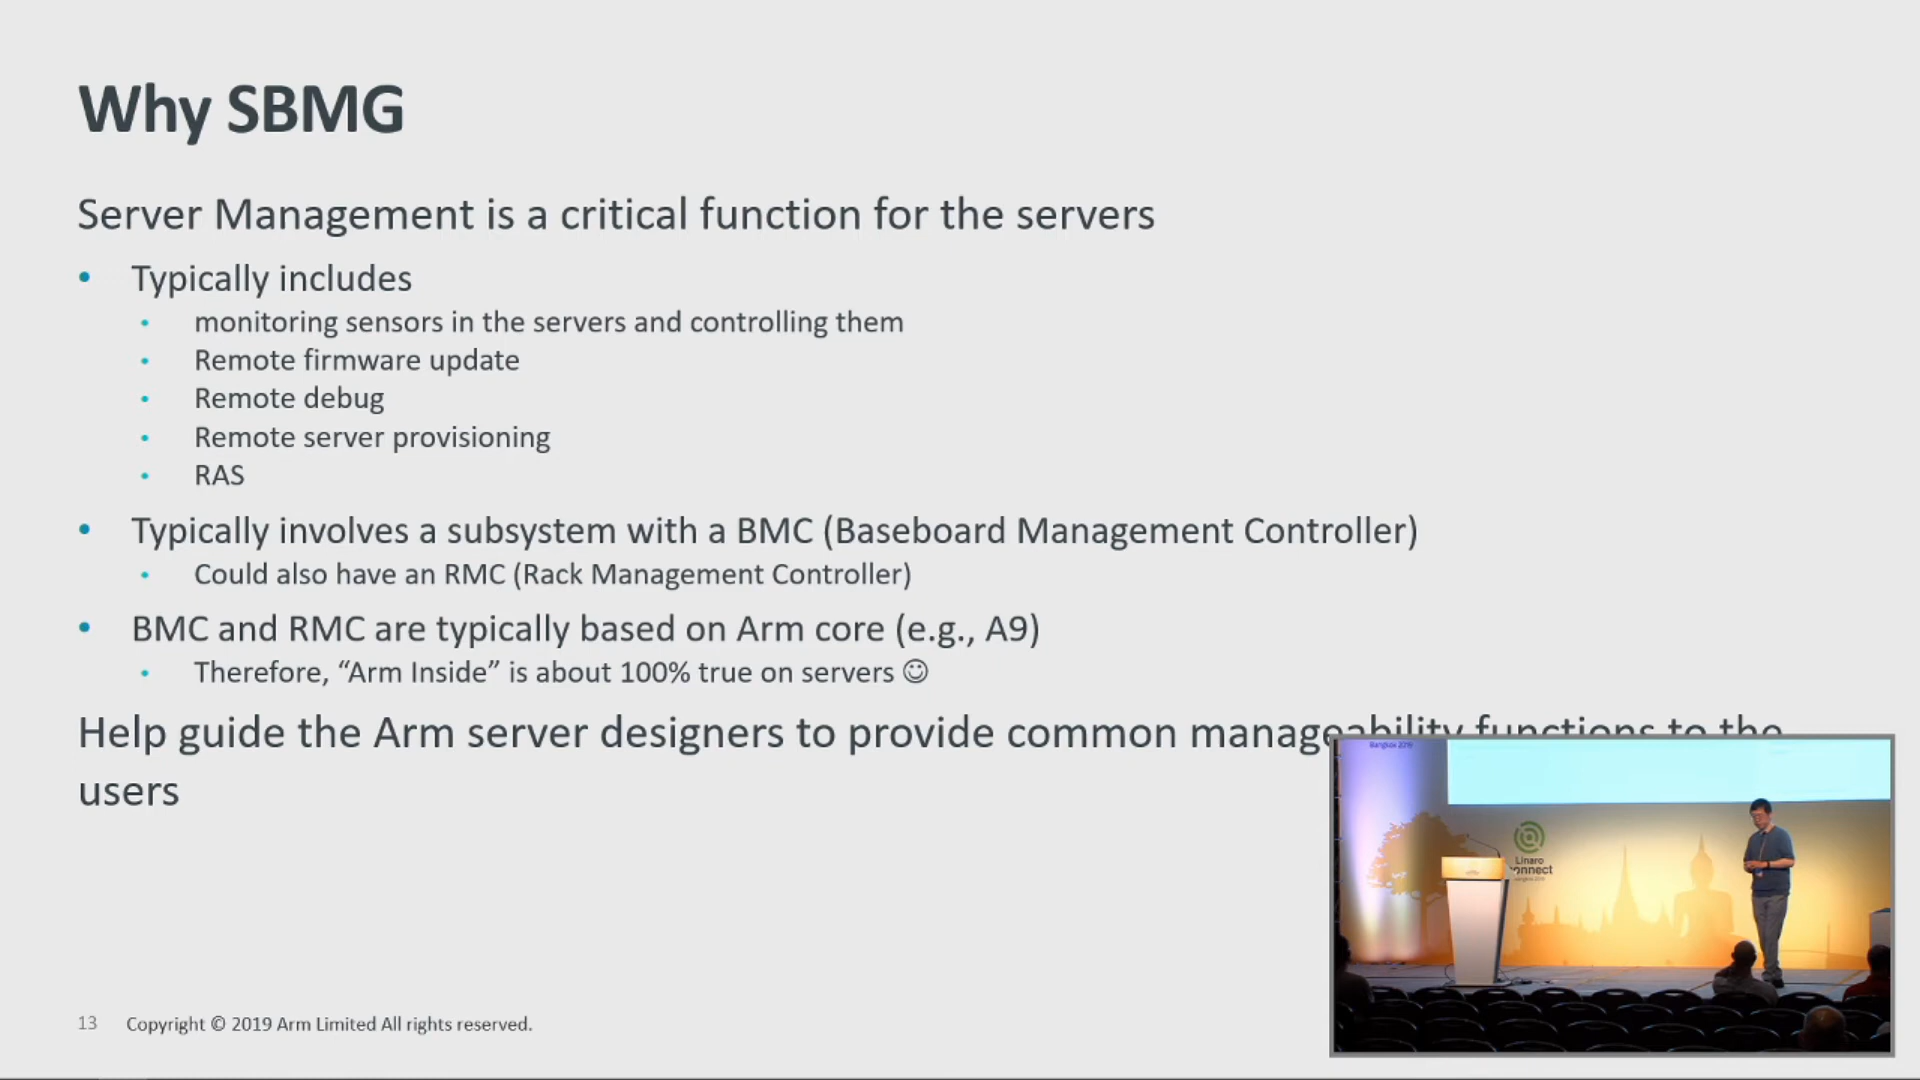 Why SBMG
Server Management is a critical function for the servers
• Typically includes
• monitoring sensors in the servers and controlling them
• Remote firmware update
• Remote debug
• Remote server provisioning
• RAS
• Typically involves a subsystem with a BMC (Baseboard Management Controller)
• Could also have an RMC (Rack Management Controller)
• BMC and RMC are typically based on Arm core (e.g., A9)
• Therefore, “Arm Inside” is about 100% true on servers ☺
Help guide the Arm server designers to provide common manageability functions to the
users
Bangkok 2019
Linaro
onnect
13 Copyright © 2019 Arm Limited All rights reserved.